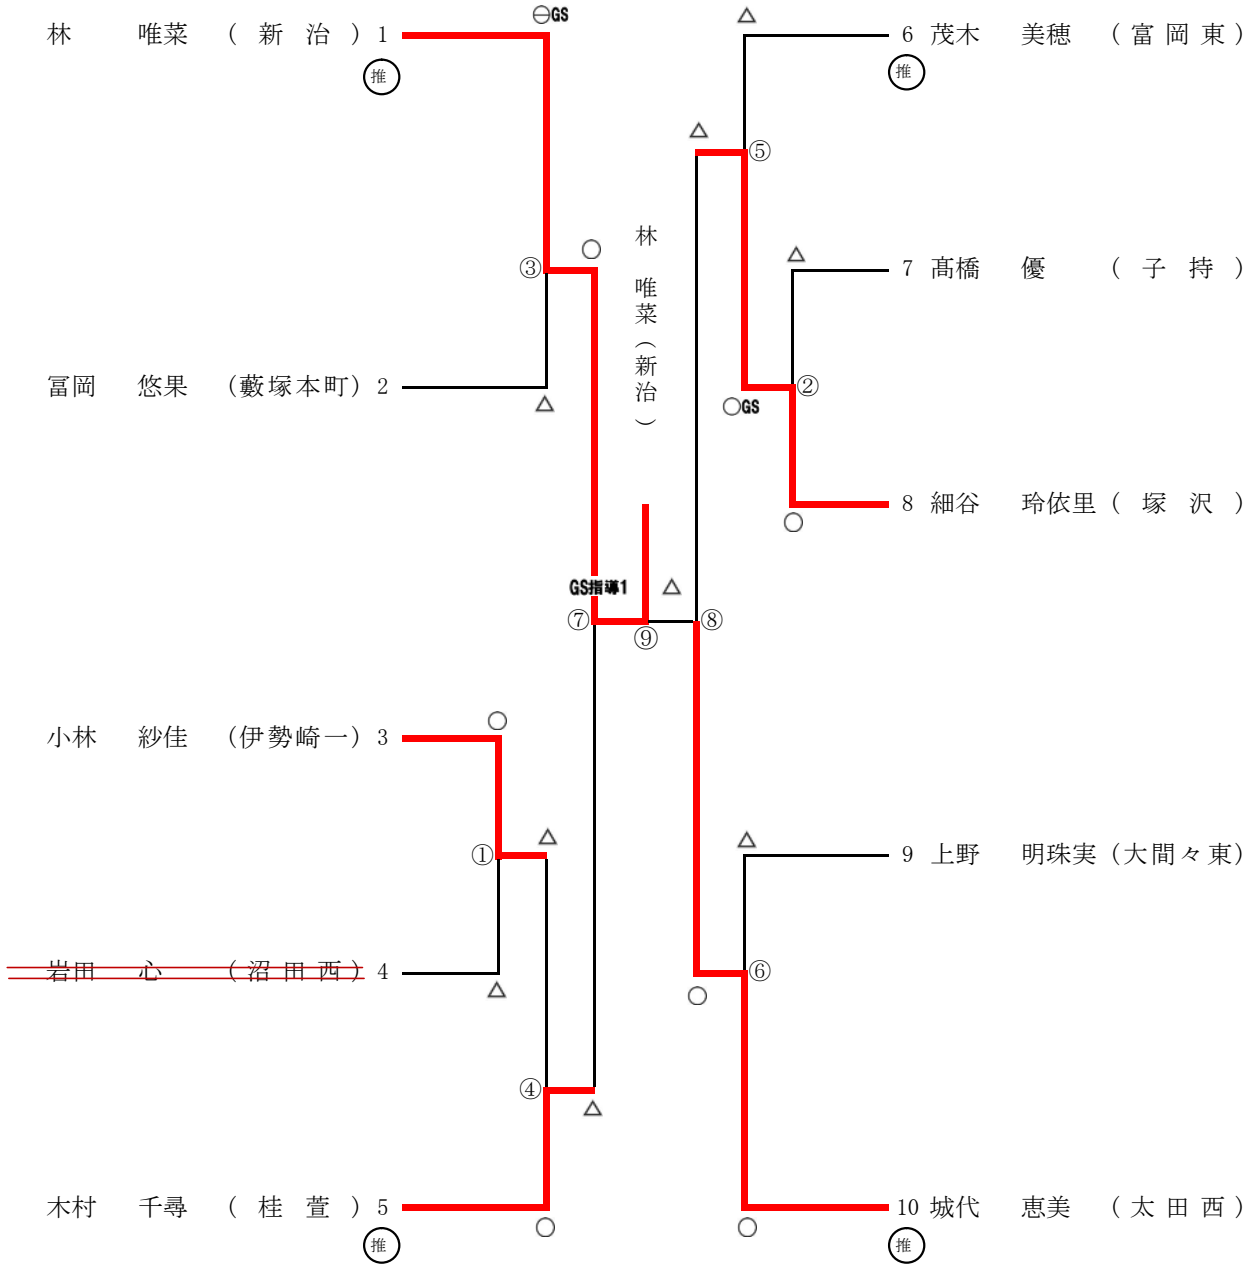 林 唯菜 （ 新 治 ） 1
推
冨岡 悠果 （藪塚本町） 2
小林 紗佳 （伊勢崎一） 3
岩田 心 （ 沼 田 西 ） 4
木村 千尋 （ 桂 萱 ） 5
推
⊖GS
③
○
△
○
①
△
△
④
△
○
林 唯菜（新治）
GS指導1
△
⑦
⑨
⑧
△
△
⑤
△
②
○GS
○
△
⑥
○
○
6 茂木 美穂 （ 富 岡 東 ）
推
7 髙橋 優 （ 子 持 ）
8 細谷 玲依里 （ 塚 沢 ）
9 上野 明珠実 （大間々東）
10 城代 恵美 （ 太 田 西 ）
推